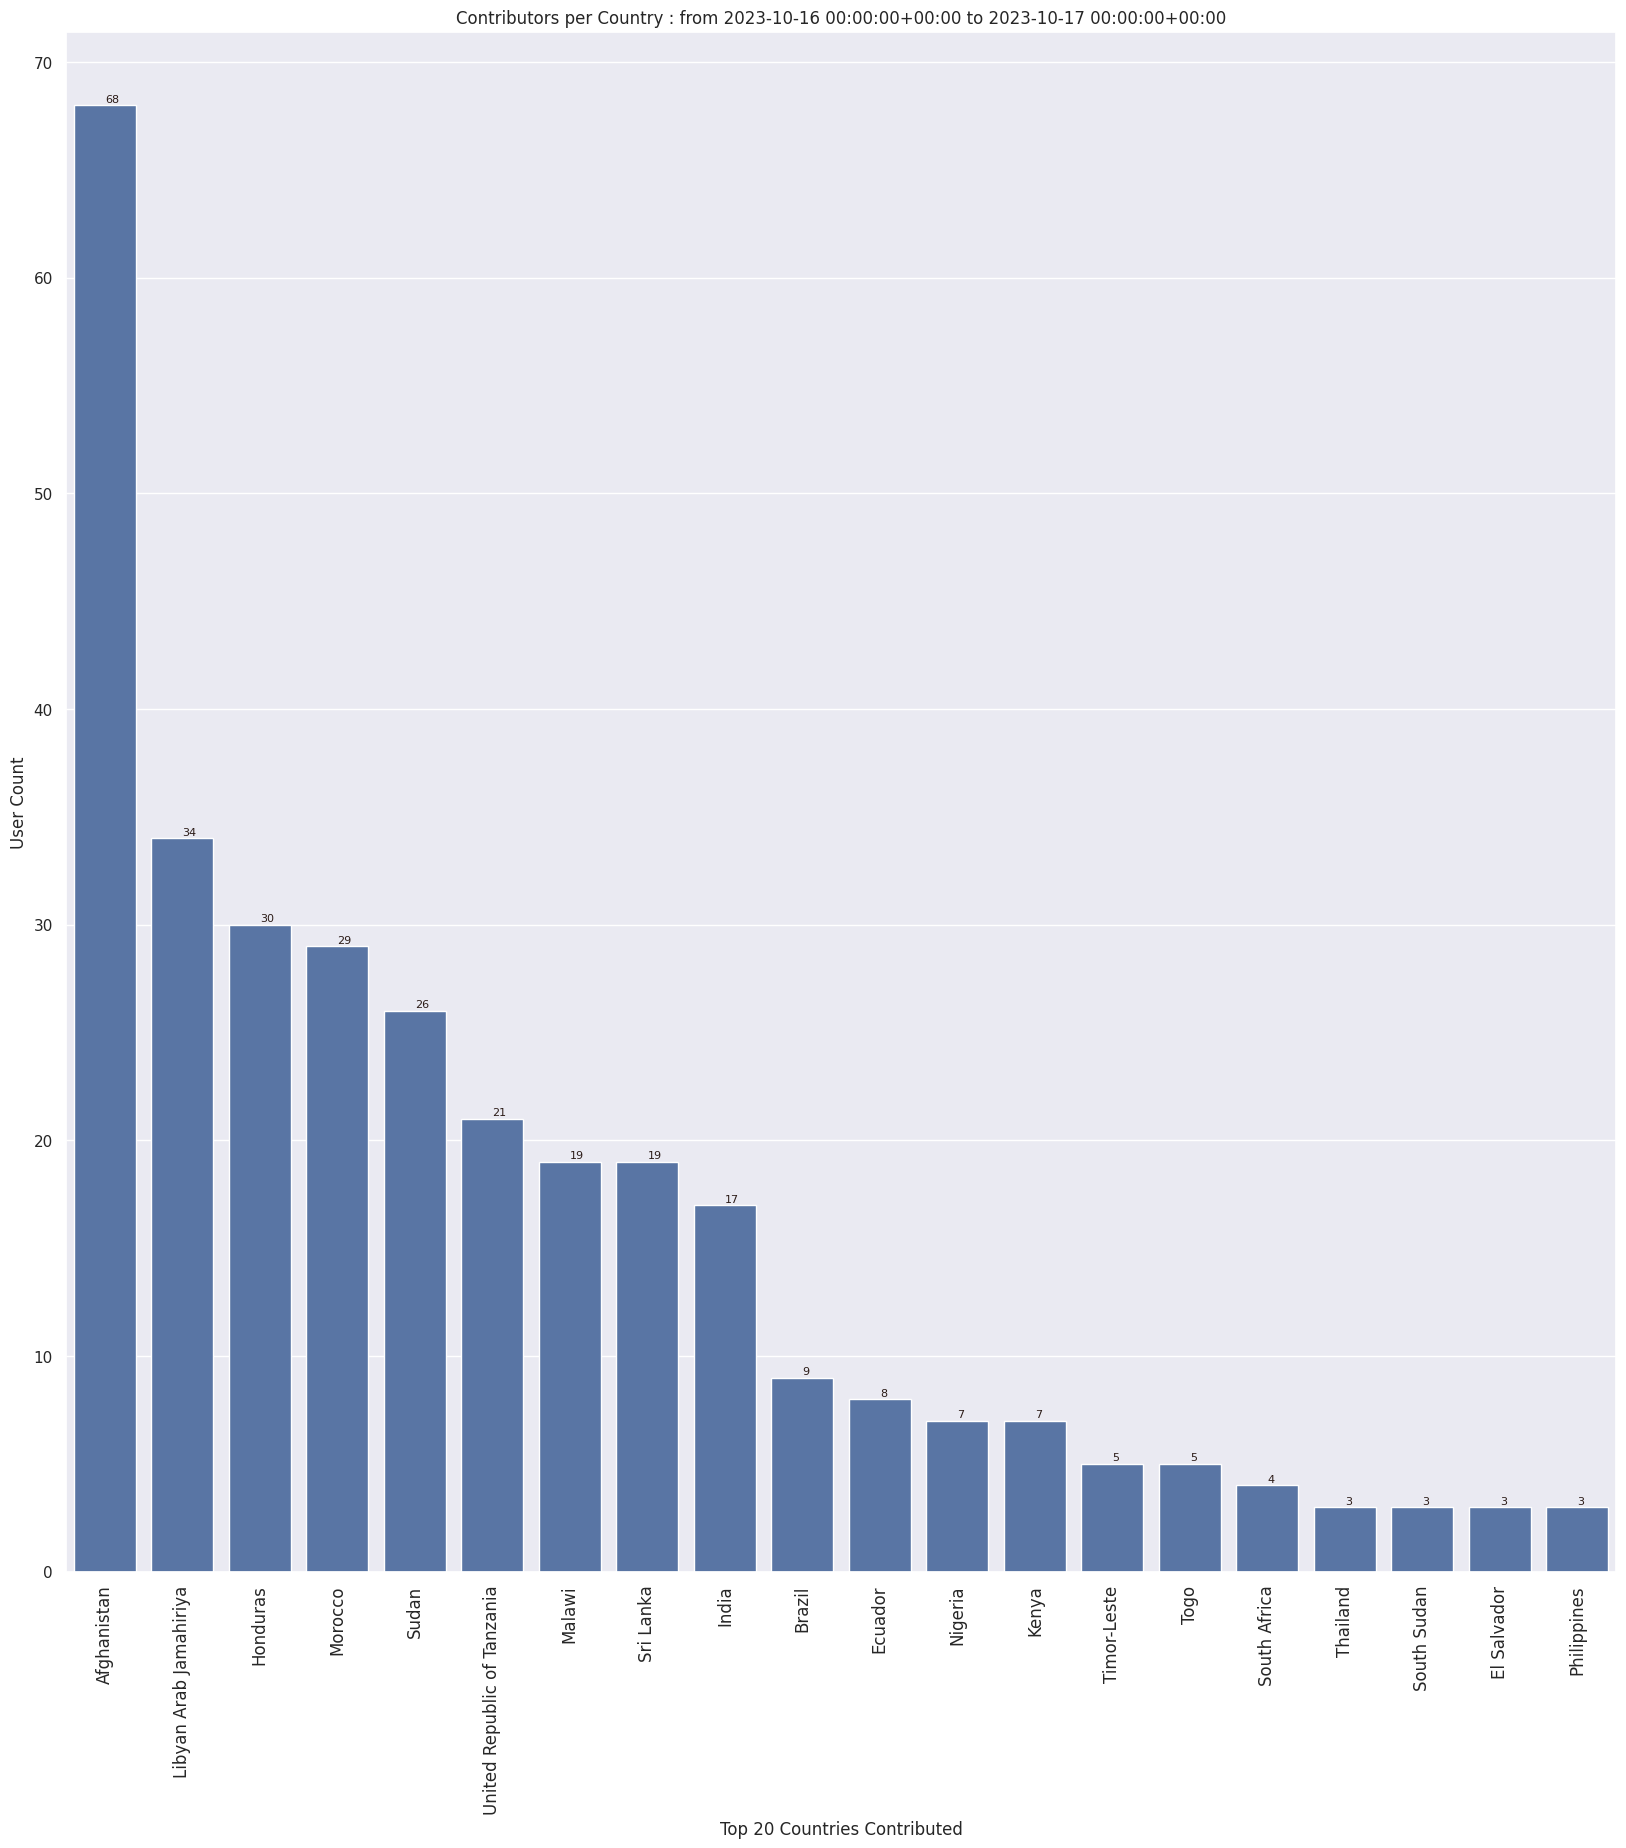 Contributors per Country : from 2023-10-16 00:00:00+00:00 to 2023-10-17 00:00:00+00:00
70
60
50
40
30
20
10
0
User Count
68
34
30
29
26
21
19
19
17
9
8
7
7
5
5
4
3
3
3
3
Afghanistan
Libyan Arab Jamahiriya
Honduras
Morocco
Sudan
United Republic of Tanzania
Malawi
Sri Lanka
India
Brazil
Ecuador
Nigeria
Kenya
Timor-Leste
Togo
South Africa
Thailand
South Sudan
El Salvador
Philippines
Top 20 Countries Contributed